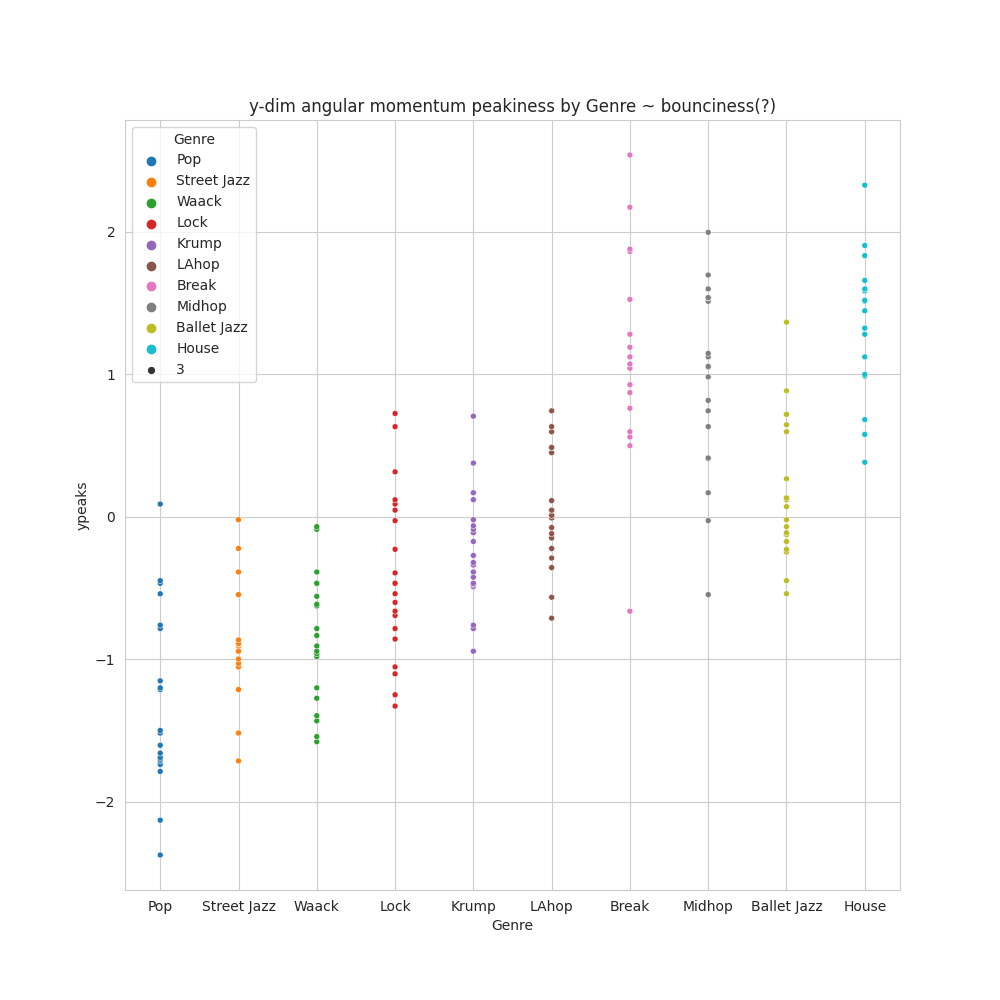 y-dim angular momentum peakiness by Genre ~ bounciness(?)
Genre
Pop
Street Jazz
Waack
Lock
Krump
LAhop
Break
Midhop
Ballet Jazz
House
3
ypeaks
2
1
0
−1
−2
Pop Street Jazz Waack Lock Krump LAhop Break Midhop Ballet Jazz House
Genre